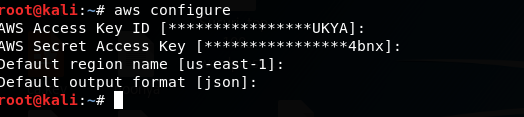 root@kali:~# aws configure
AWS Access Key ID [****************UKYA]:
AWS Secret Access Key [****************4bnx]:
Default region name [us-east-1]:
Default output format [json]:
root@kali:~#